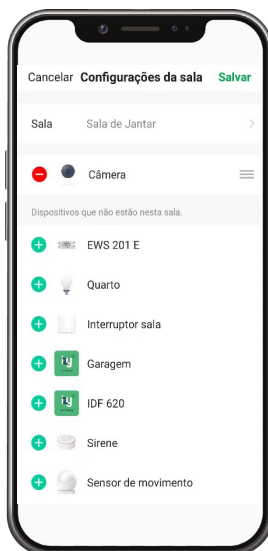 Cancelar Configurações da sala Salvar
Sala Sala de Jantar
Câmera
Dispositivos que não estão nesta sala.
EWS 201 E
Quarto
Interruptor sala
Garagem
IDF 620
Sirene
Sensor de movimento